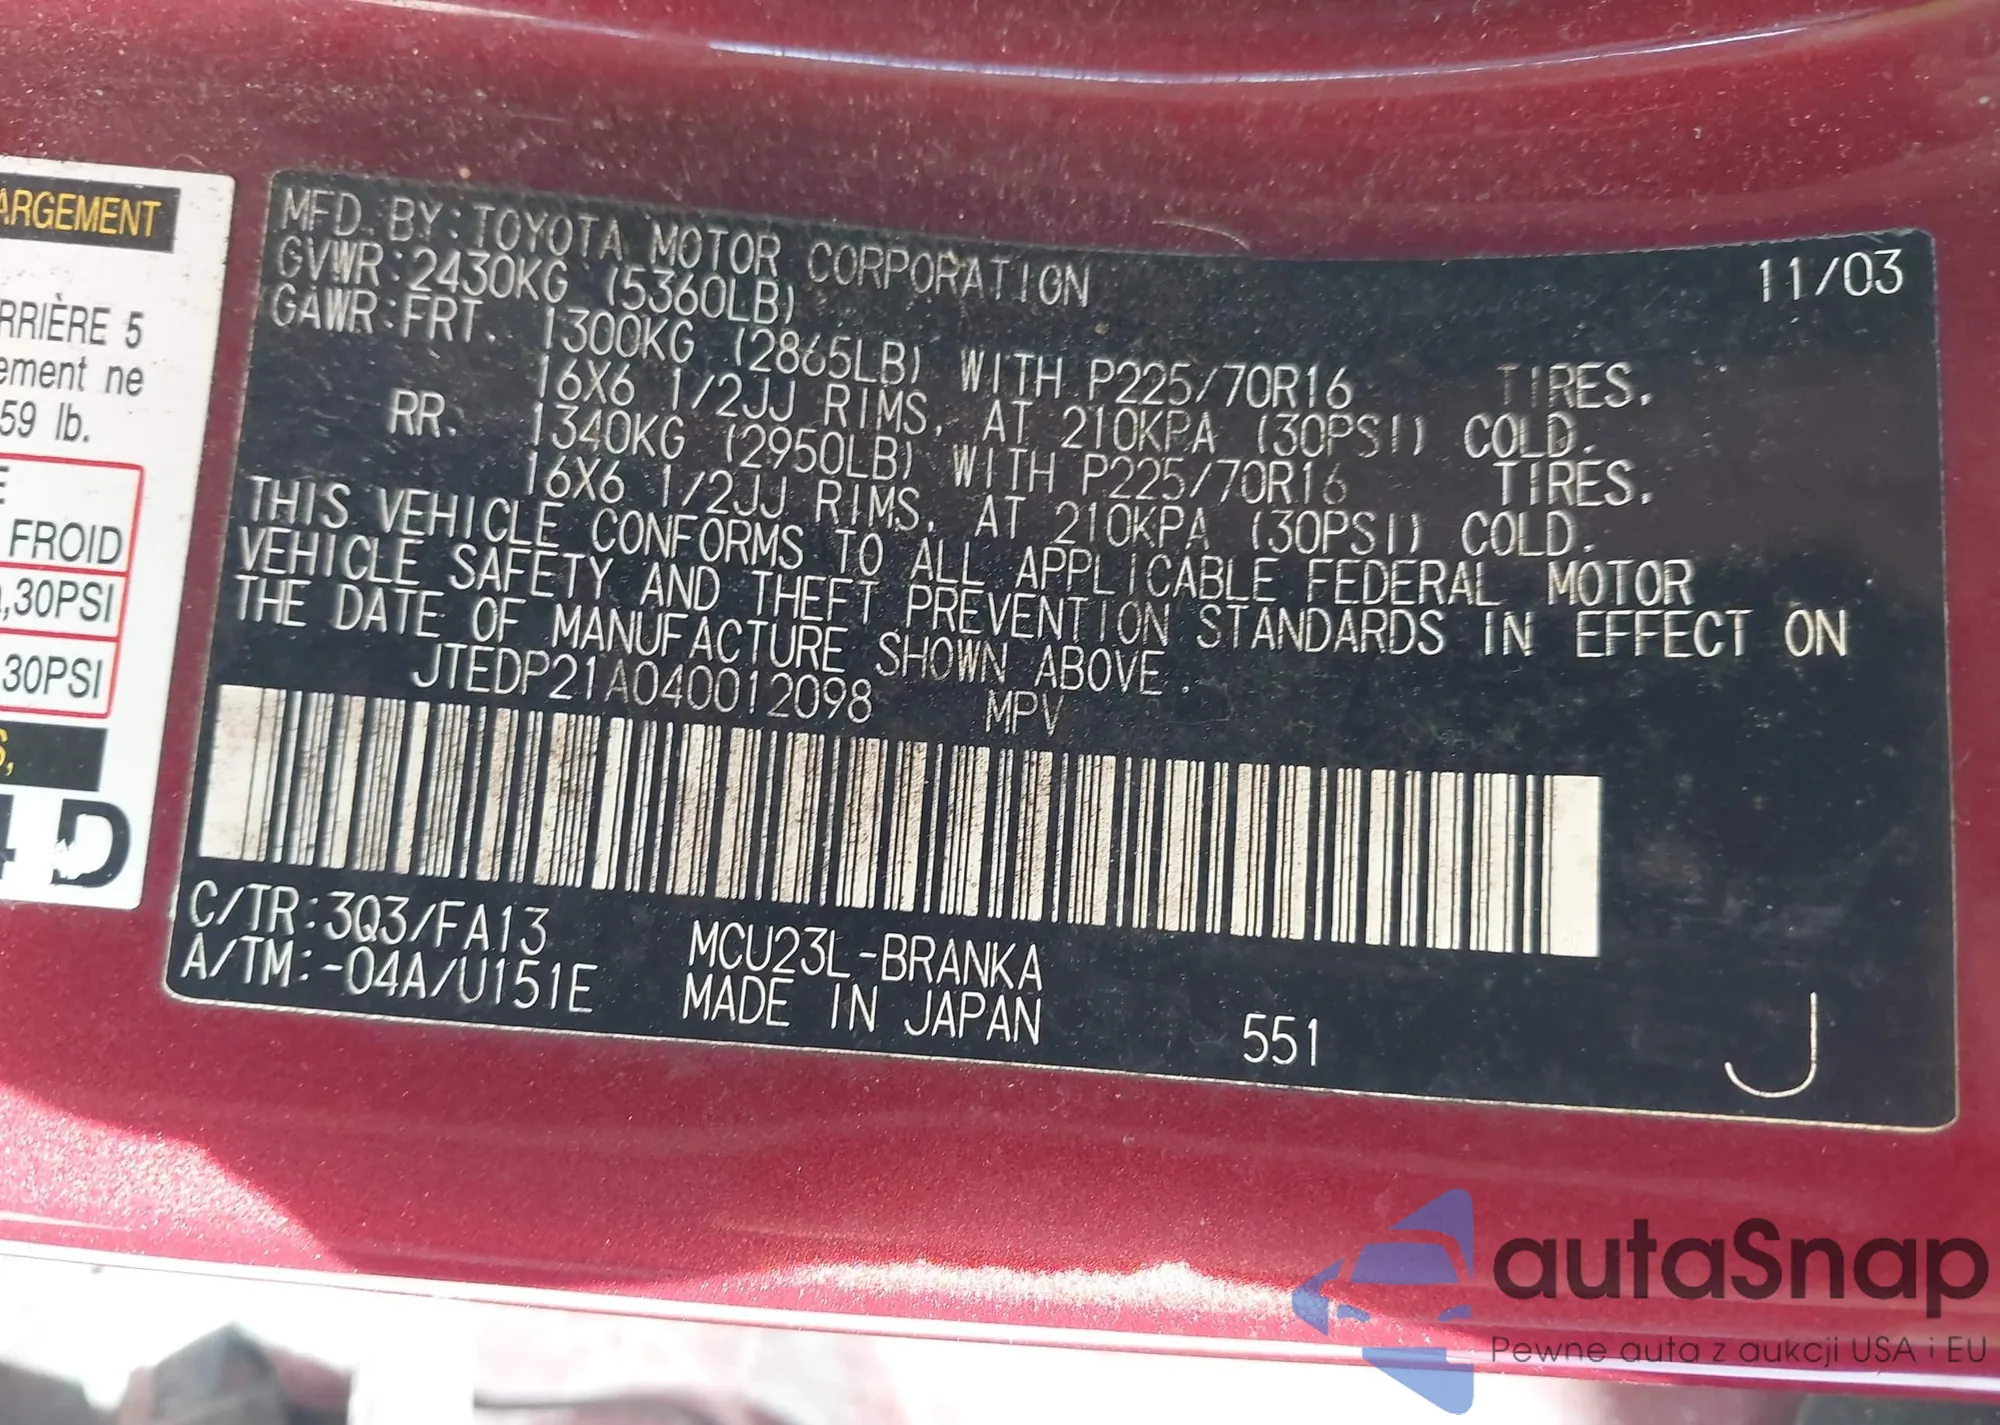 ARGEMENT
RRIÈRE 5
ement ne
59 lb.
E
FROID
,30PSI
30PSI
S,
4 D
MFD. BY: TOYOTA MOTOR CORPORATION 11/03
GVWR: 2430KG (5360LB)
GAWR: FRT. 1300KG (2865LB) WITH P225/70R16 TIRES,
16X6 1/2JJ RIMS, AT 210KPA (30PSI) COLD.
RR. 1340KG (2950LB) WITH P225/70R16 TIRES,
16X6 1/2JJ RIMS, AT 210KPA (30PSI) COLD.
THIS VEHICLE CONFORMS TO ALL APPLICABLE FEDERAL MOTOR
VEHICLE SAFETY AND THEFT PREVENTION STANDARDS IN EFFECT ON
THE DATE OF MANUFACTURE SHOWN ABOVE.
JTEDP21A040012098 MPV
C/TR: 3Q3/FA13 MCU23L-BRANKA
A/TM: -04A/U151E MADE IN JAPAN 551 J
autaSnap
Pewne auta z aukcji USA i EU